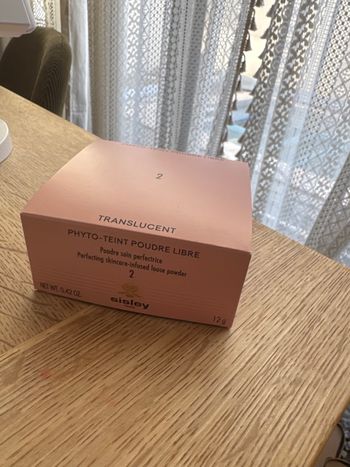 2
TRANSLUCENT
PHYTO-TEINT POUDRE LIBRE
Poudre soin perfectrice
Perfecting skincare-infused loose powder
2
sisley
NET WT. 0.42 OZ.
12 g